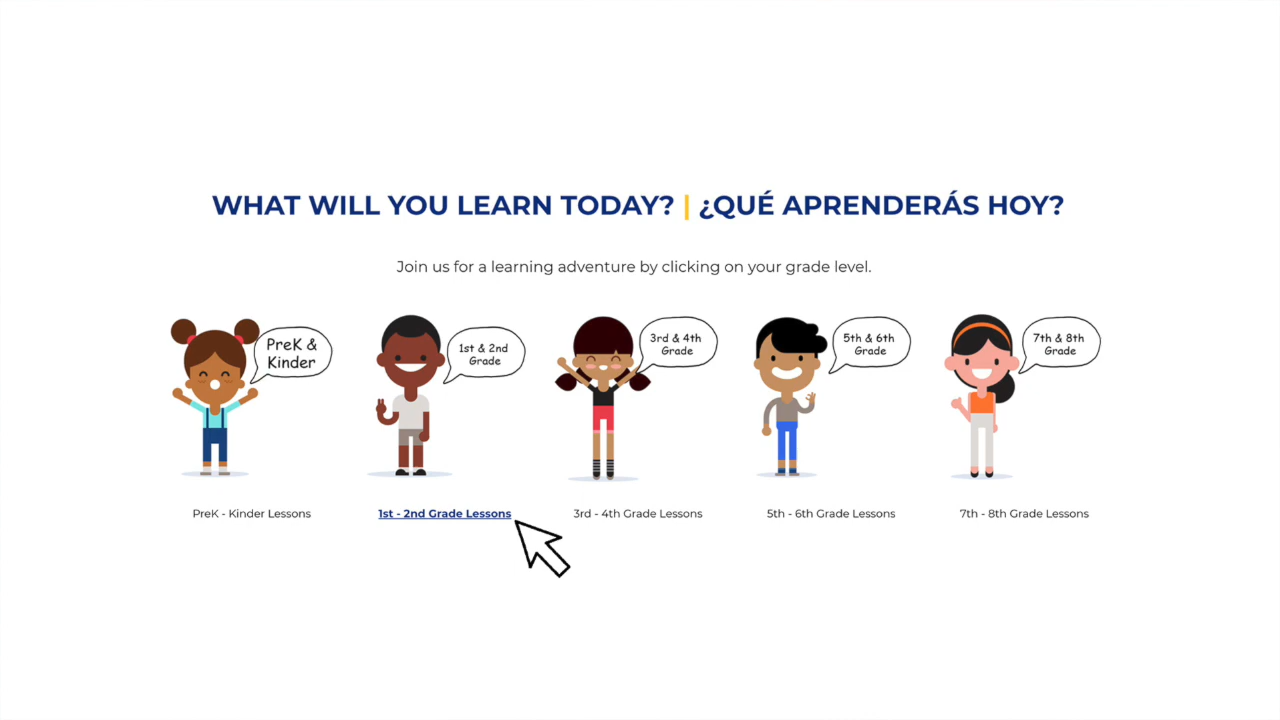 WHAT WILL YOU LEARN TODAY? | ¿QUÉ APRENDERÁS HOY?
Join us for a learning adventure by clicking on your grade level.
PreK &
Kinder
1st & 2nd
Grade
3rd & 4th
Grade
5th & 6th
Grade
7th & 8th
Grade
PreK - Kinder Lessons
1st - 2nd Grade Lessons
3rd - 4th Grade Lessons
5th - 6th Grade Lessons
7th - 8th Grade Lessons